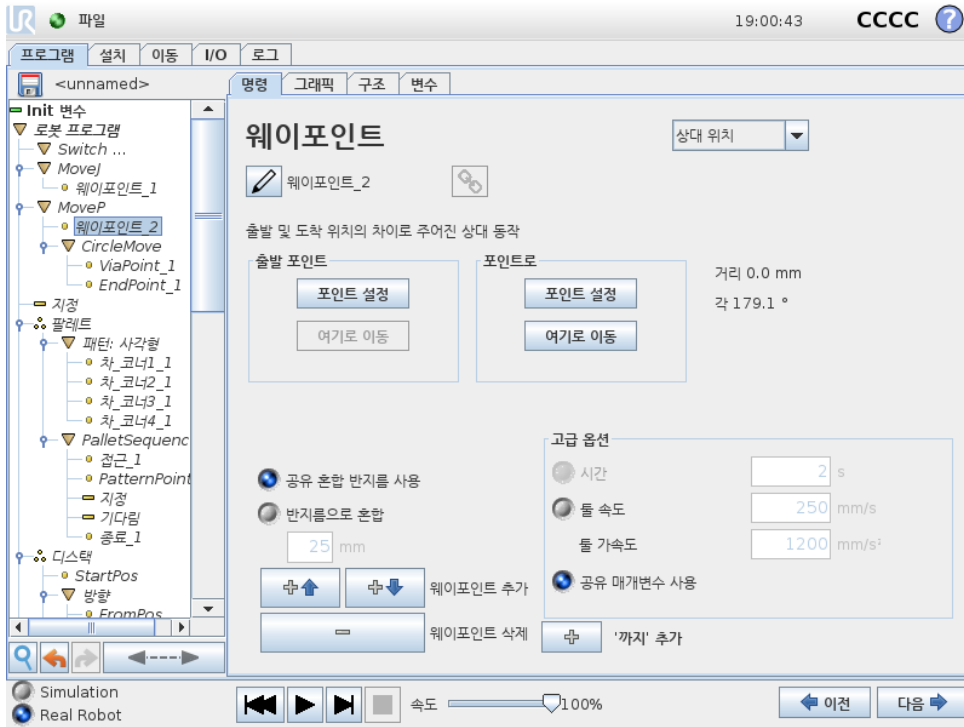 파일
19:00:43
CCCC
?
프로그램 설치 이동 I/O 로그
<unnamed>
명령 그래픽 구조 변수
Init 변수
로봇 프로그램
Switch ...
MoveJ
웨이포인트_1
MoveP
웨이포인트_2
CircleMove
ViaPoint_1
EndPoint_1
지정
팔레트
패턴: 사각형
차_코너1_1
차_코너2_1
차_코너3_1
차_코너4_1
PalletSequenc
접근_1
PatternPoint
지정
기다림
종료_1
디스택
StartPos
방향
FromPos
웨이포인트
상대 위치
웨이포인트_2
출발 및 도착 위치의 차이로 주어진 상대 동작
출발 포인트
포인트 설정
여기로 이동
포인트로
포인트 설정
여기로 이동
거리 0.0 mm
각 179.1 °
공유 혼합 반지름 사용
반지름으로 혼합
25 mm
웨이포인트 추가
웨이포인트 삭제
'까지' 추가
고급 옵션
시간 2 s
툴 속도 250 mm/s
툴 가속도 1200 mm/s²
공유 매개변수 사용
Simulation
Real Robot
속도 100%
이전
다음